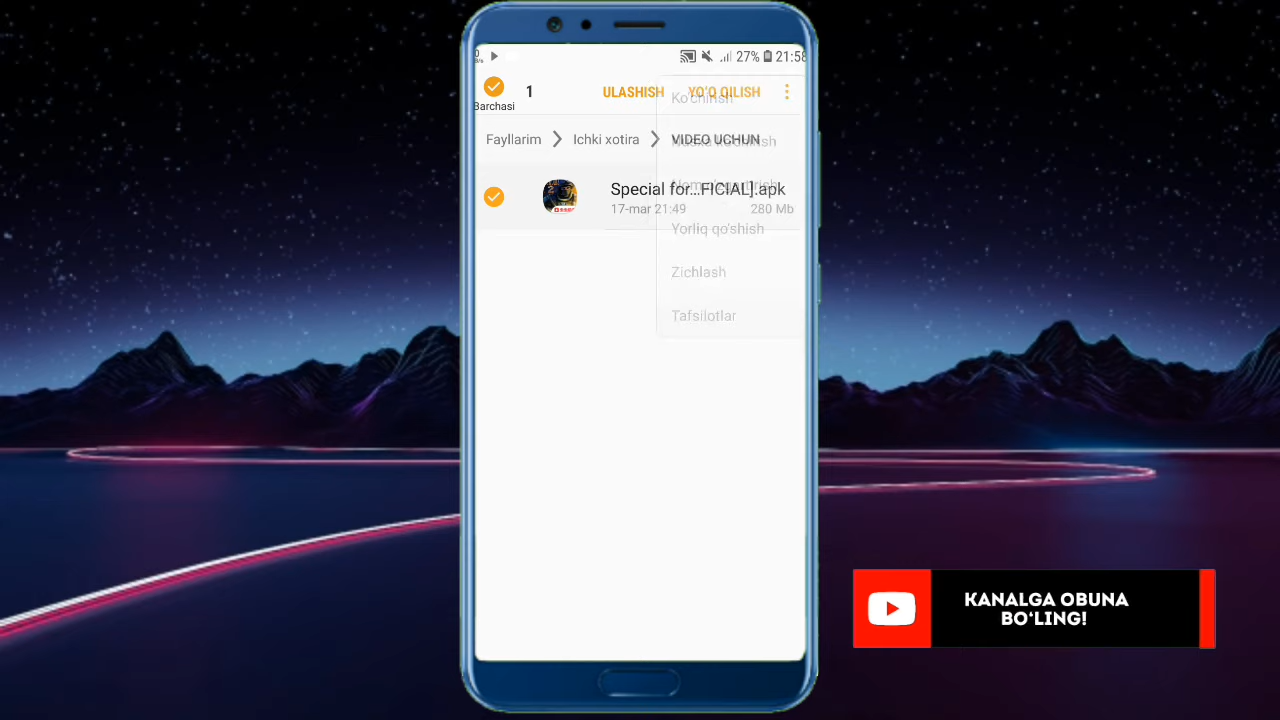 27% 21:58
Barchasi
1
ULASHISH
YO'Q QILISH
Ko'chirish
Fayllarim
Ichki xotira
VIDEO UCHUN
Special for...FICIAL].apk
17-mar 21:49
280 Mb
Yorliq qo'shish
Zichlash
Tafsilotlar
KANALGA OBUNA
BO‘LING!